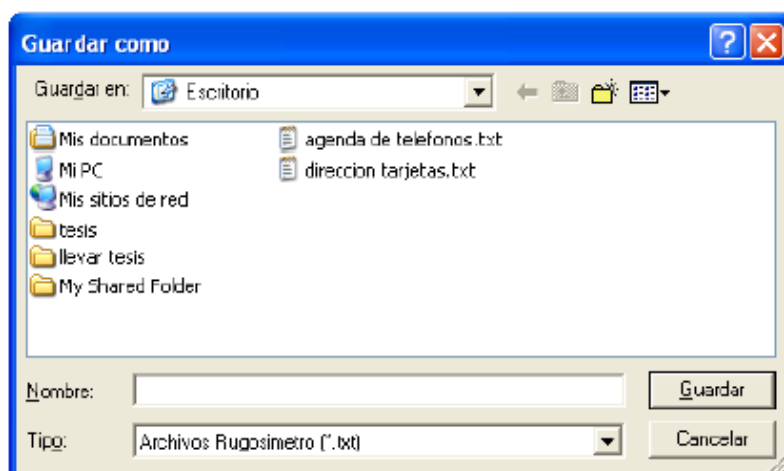 Guardar como
Guardar en: Escritorio
Mis documentos
Mi PC
Mis sitios de red
tesis
llevar tesis
My Shared Folder
agenda de telefonos.txt
direccion tarjetas.txt
Nombre:
Guardar
Tipo: Archivos Rugosimetro (*.txt)
Cancelar